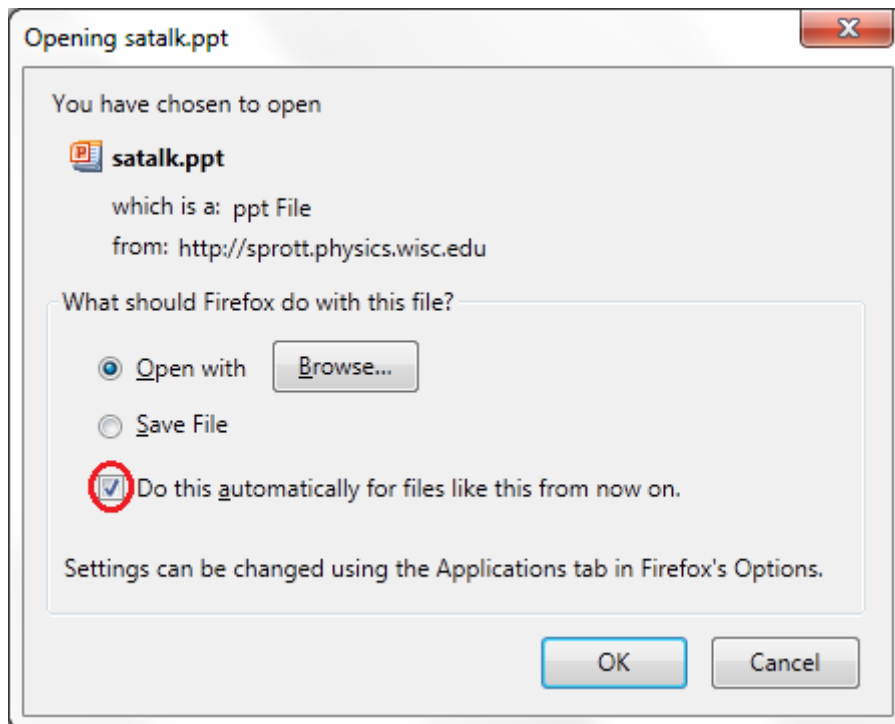 Opening satalk.ppt
You have chosen to open
satalk.ppt
which is a: ppt File
from: http://sprott.physics.wisc.edu
What should Firefox do with this file?
Open with Browse...
Save File
Do this automatically for files like this from now on.
Settings can be changed using the Applications tab in Firefox's Options.
OK Cancel